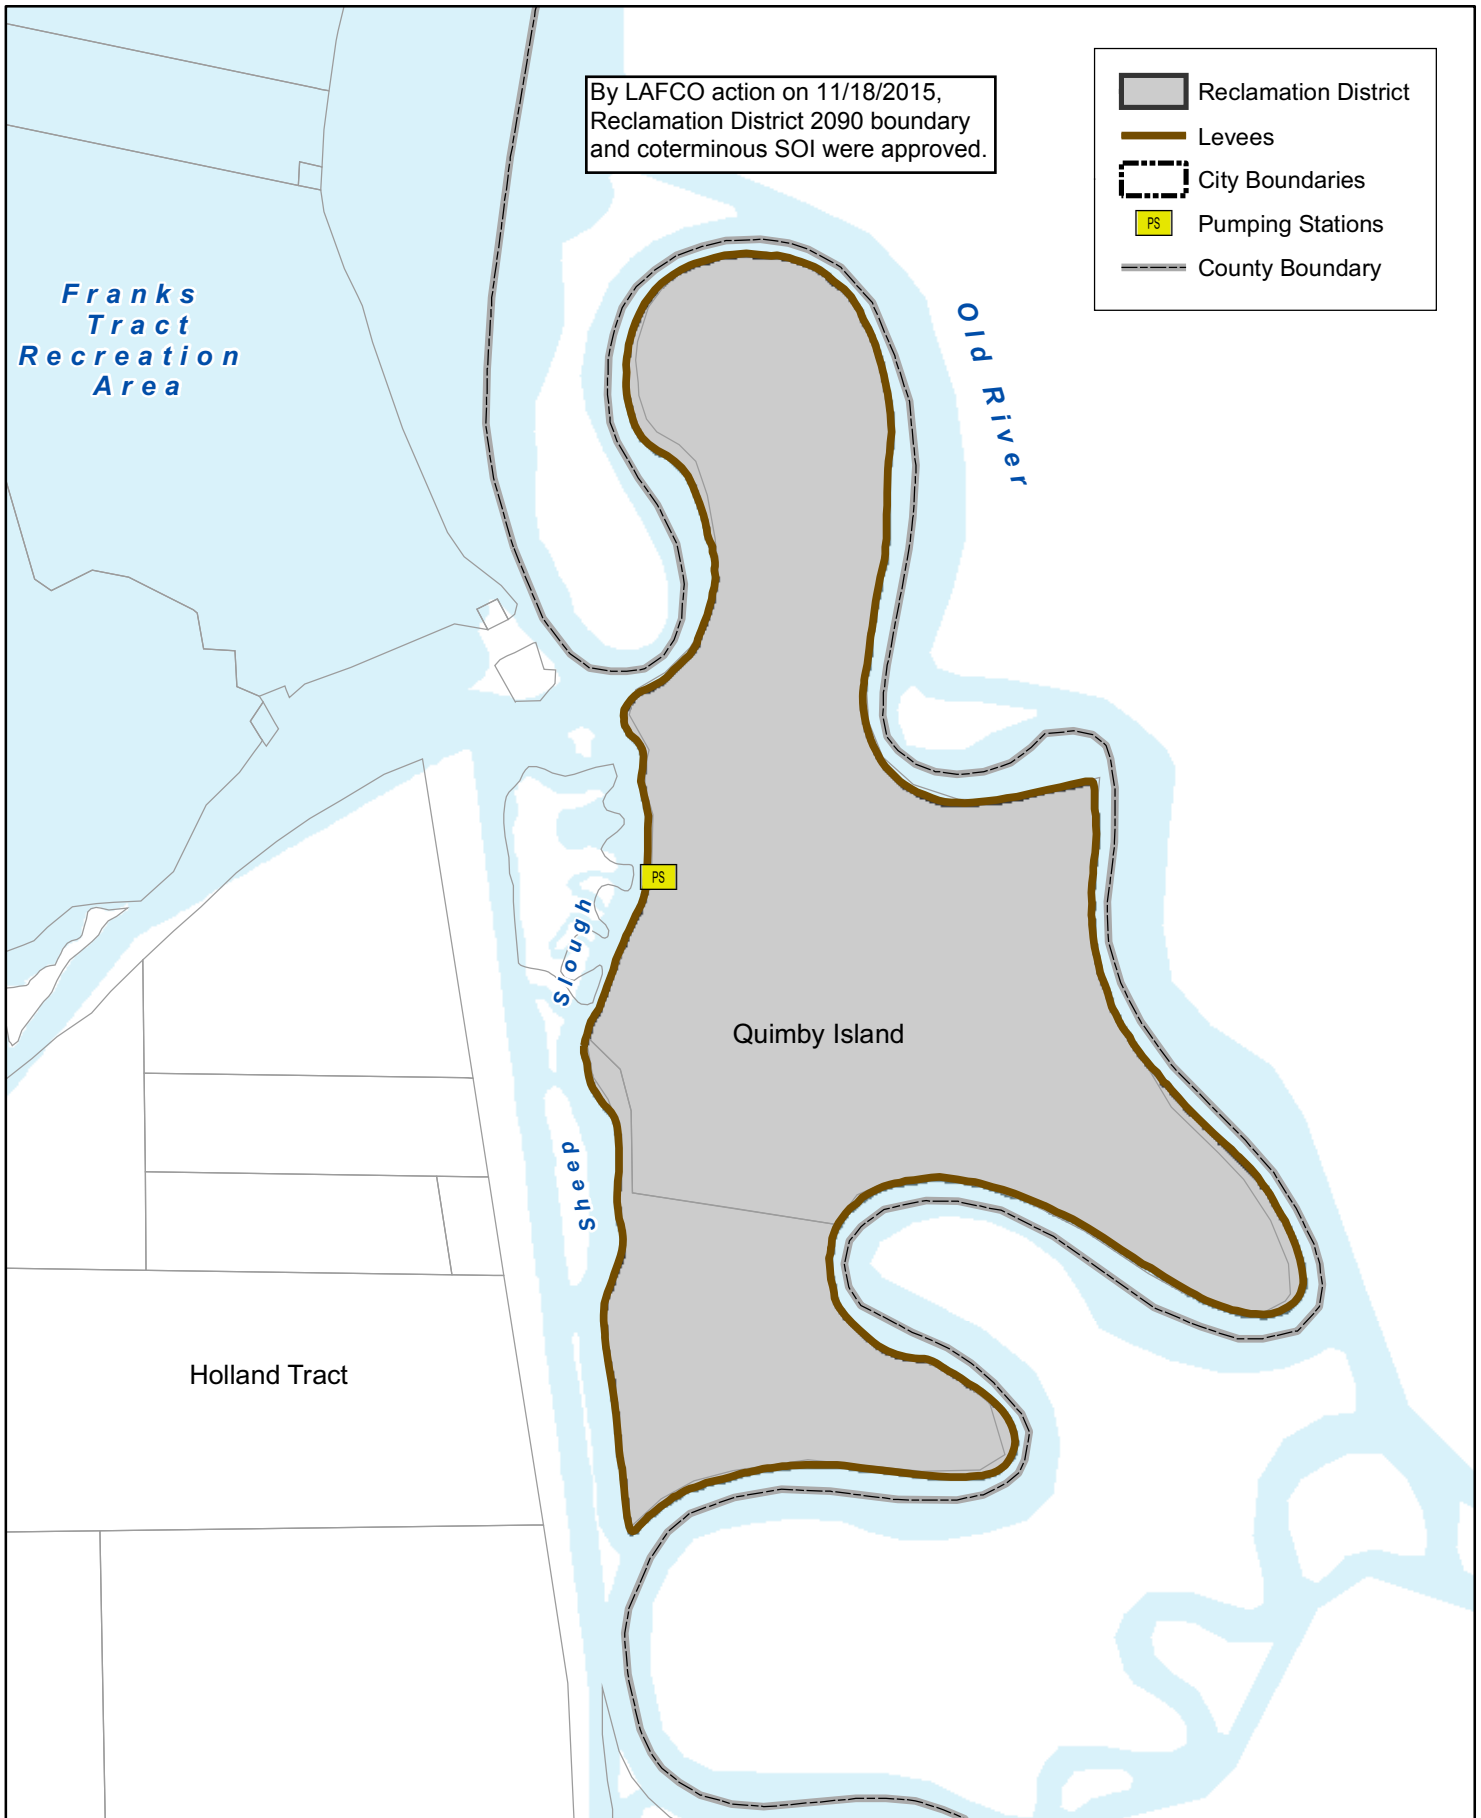 By LAFCO action on 11/18/2015,
Reclamation District 2090 boundary
and coterminous SOI were approved.
Reclamation District
Levees
City Boundaries
PS
Pumping Stations
County Boundary
Franks
Tract
Recreation
Area
Old River
PS
Slough
Quimby Island
Sheep
Holland Tract